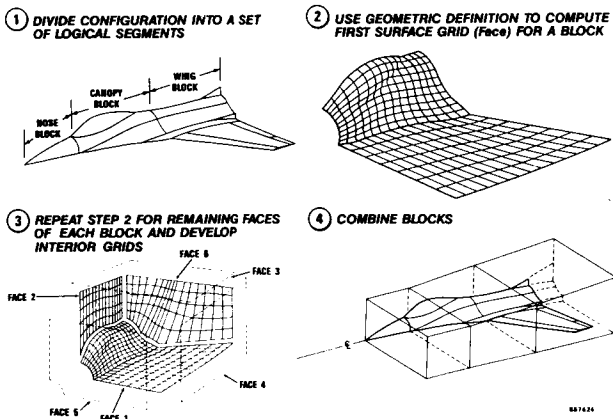 1 DIVIDE CONFIGURATION INTO A SET
OF LOGICAL SEGMENTS
WING
BLOCK
CANOPY
BLOCK
NOSE
BLOCK
2 USE GEOMETRIC DEFINITION TO COMPUTE
FIRST SURFACE GRID (Face) FOR A BLOCK
3 REPEAT STEP 2 FOR REMAINING FACES
OF EACH BLOCK AND DEVELOP
INTERIOR GRIDS
FACE 6
FACE 3
FACE 2
FACE 4
FACE 5
FACE 1
4 COMBINE BLOCKS
℄